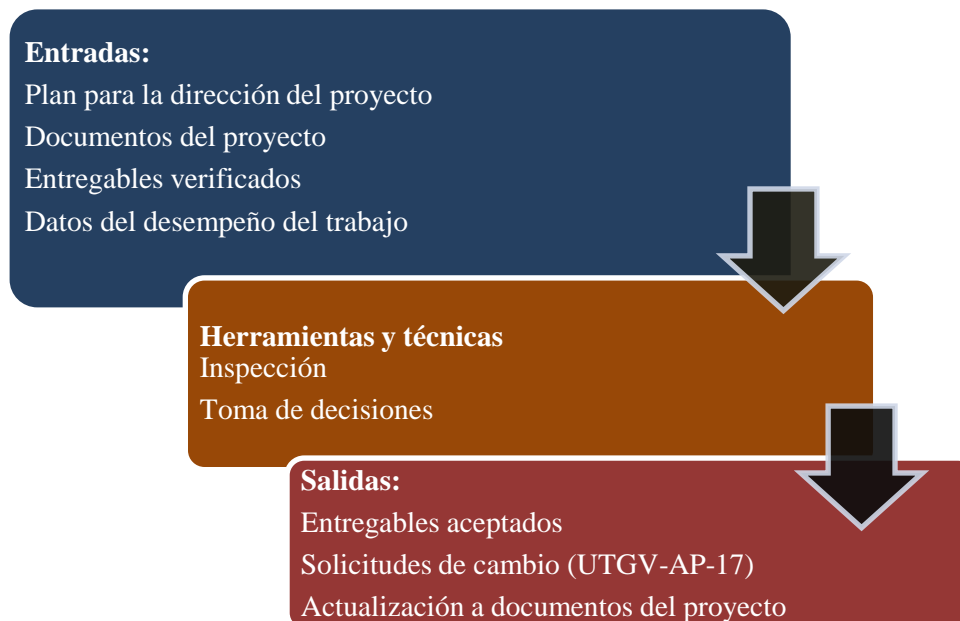 Entradas:
Plan para la dirección del proyecto
Documentos del proyecto
Entregables verificados
Datos del desempeño del trabajo
Herramientas y técnicas
Inspección
Toma de decisiones
Salidas:
Entregables aceptados
Solicitudes de cambio (UTGV-AP-17)
Actualización a documentos del proyecto